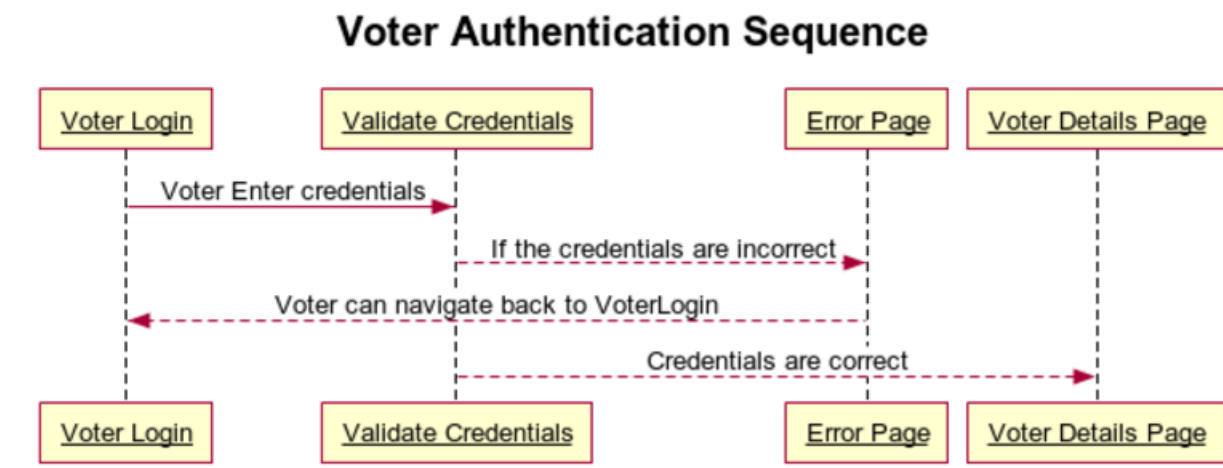 Voter Authentication Sequence
Voter Login
Validate Credentials
Error Page
Voter Details Page
Voter Enter credentials
If the credentials are incorrect
Voter can navigate back to VoterLogin
Credentials are correct
Voter Login
Validate Credentials
Error Page
Voter Details Page